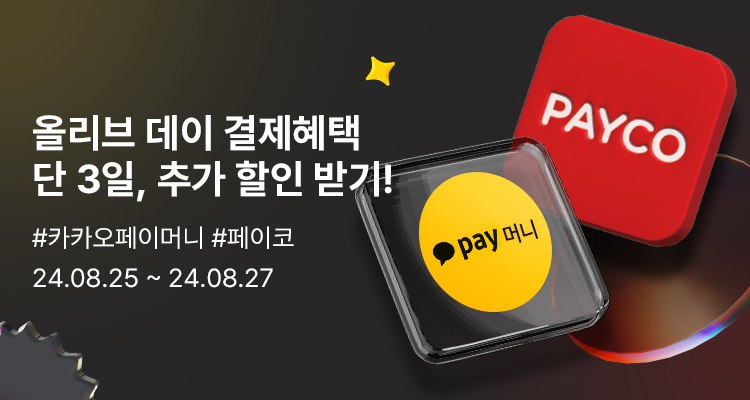 올리브 데이 결제혜택
단 3일, 추가 할인 받기!
#카카오페이머니 #페이코
24.08.25 ~ 24.08.27
PAYCO
pay 머니